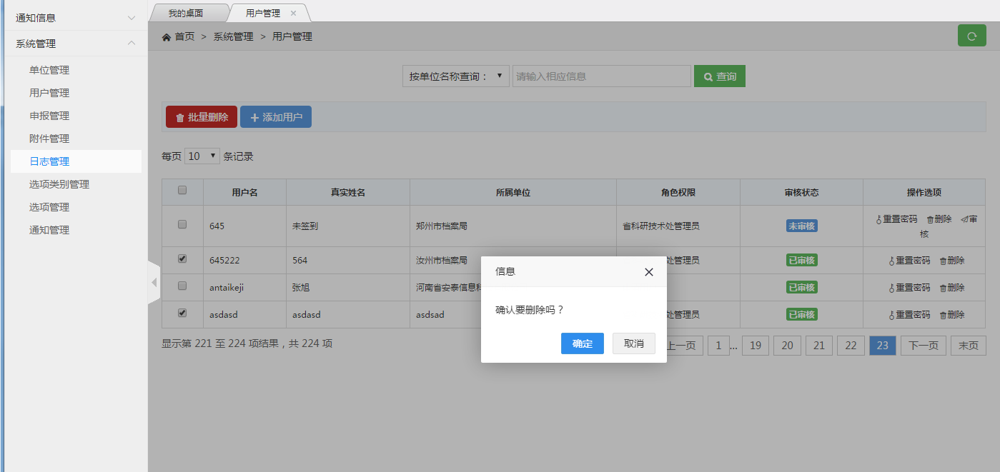 通知信息
系统管理
单位管理
用户管理
申报管理
附件管理
日志管理
选项类别管理
选项管理
通知管理
我的桌面 用户管理
首页 > 系统管理 > 用户管理
按单位名称查询： 请输入相应信息 查询
批量删除 添加用户
每页 10 条记录
用户名 真实姓名 所属单位 角色权限 审核状态 操作选项
645 未签到 郑州市档案局 省科研技术处管理员 未审核 重置密码 删除 审核
645222 564 汝州市档案局 处管理员 已审核 重置密码 删除
antaikeji 张旭 河南省安泰信息 已审核 重置密码 删除
asdasd asdasd asdsad 处管理员 已审核 重置密码 删除
显示第 221 至 224 项结果，共 224 项
上一页 1 ... 19 20 21 22 23 下一页 末页
信息
确认要删除吗？
确定 取消